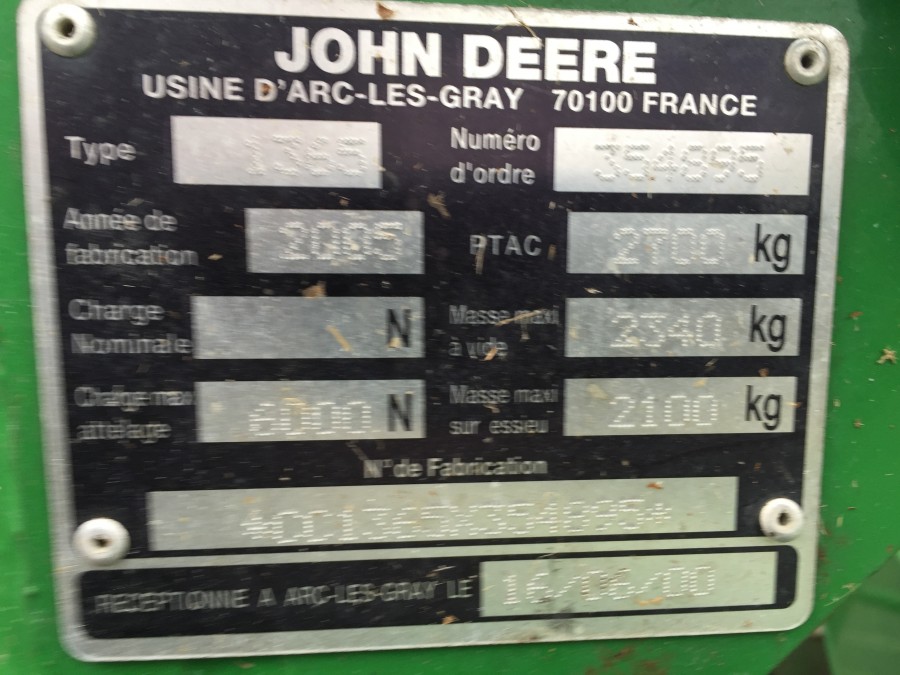 JOHN DEERE
USINE D'ARC-LES-GRAY 70100 FRANCE
Type 1365 Numéro d'ordre 354895
Année de fabrication 2005 PTAC 2700 kg
Charge Nominale N Masse maxi à vide 2340 kg
Charge maxi attelage 6000 N Masse maxi sur essieu 2100 kg
N° de Fabrication
*CC1365X354895*
RECEPTIONNE A ARC-LES-GRAY LE 16/06/00